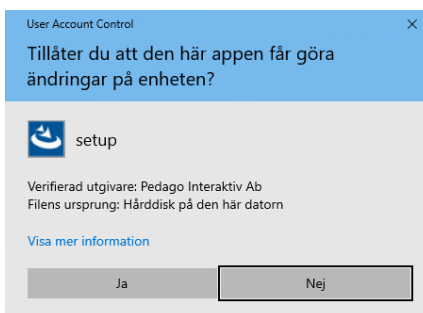 User Account Control
Tillåter du att den här appen får göra
ändringar på enheten?
setup
Verifierad utgivare: Pedago Interaktiv Ab
Filens ursprung: Hårddisk på den här datorn
Visa mer information
Ja
Nej